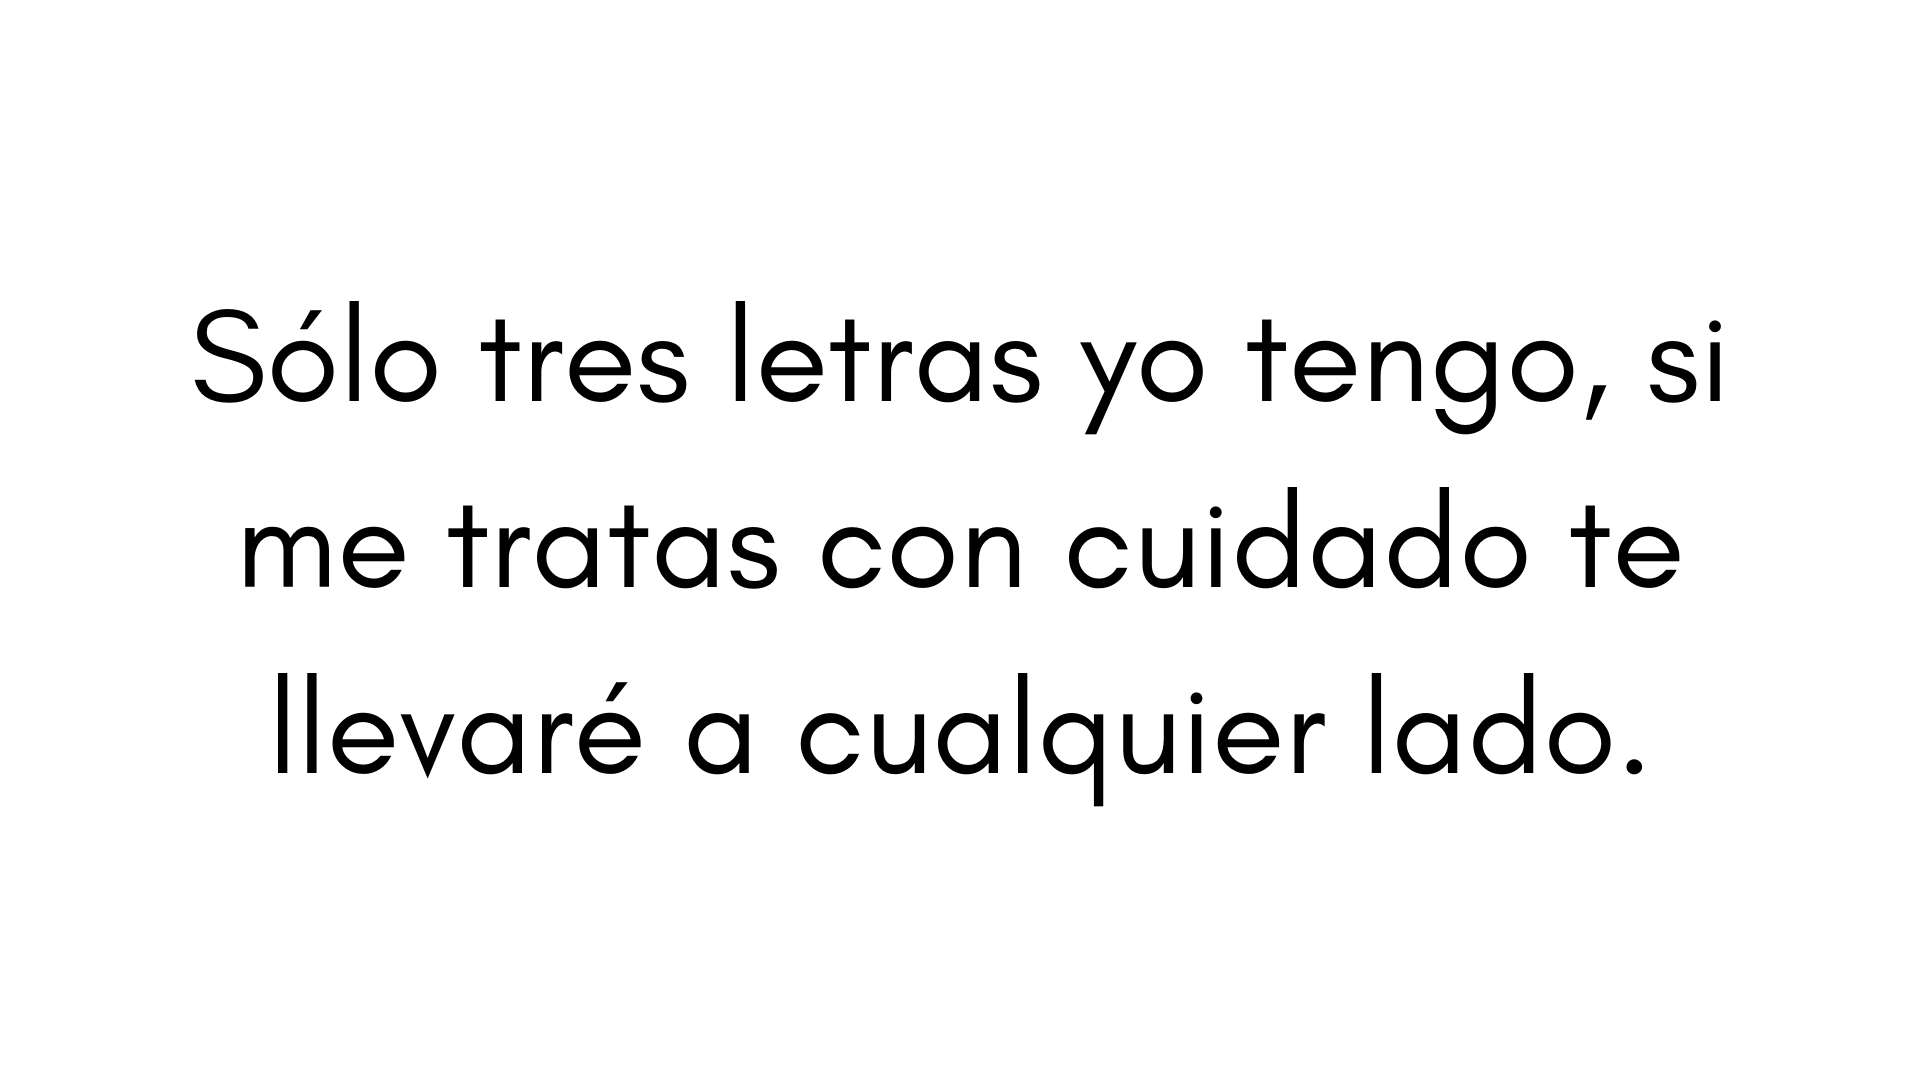 Sólo tres letras yo tengo, si
me tratas con cuidado te
llevaré a cualquier lado.